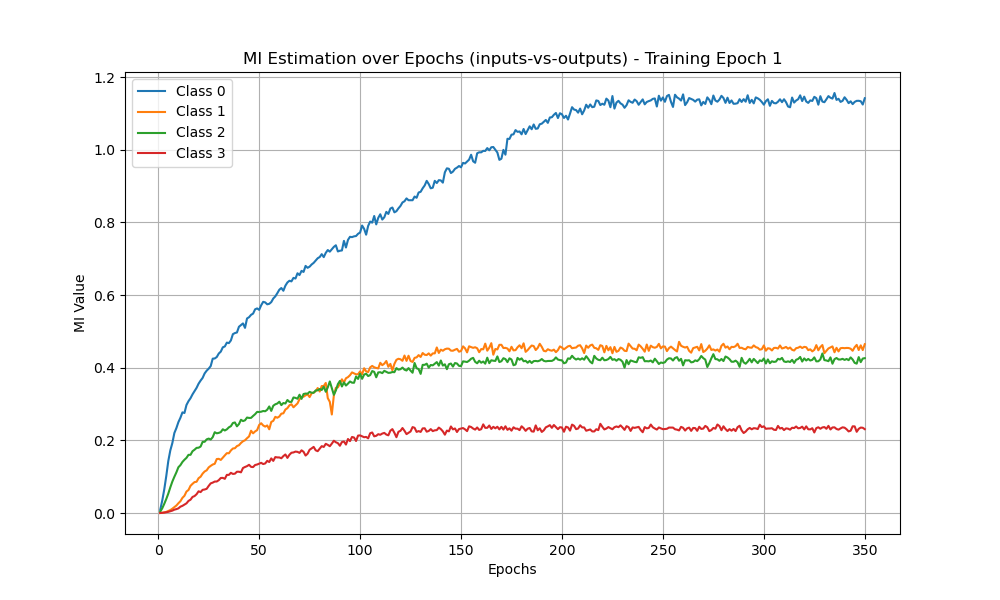 MI Estimation over Epochs (inputs-vs-outputs) - Training Epoch 1
Class 0
Class 1
Class 2
Class 3
MI Value
1.2
1.0
0.8
0.6
0.4
0.2
0.0
0 50 100 150 200 250 300 350
Epochs